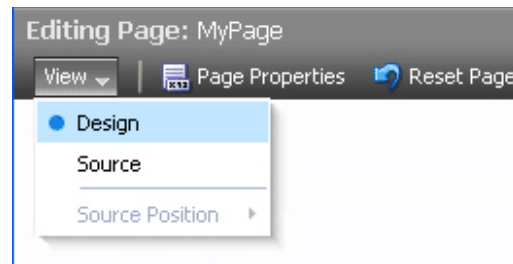 Editing Page: MyPage
View Page Properties Reset Page
Design
Source
Source Position